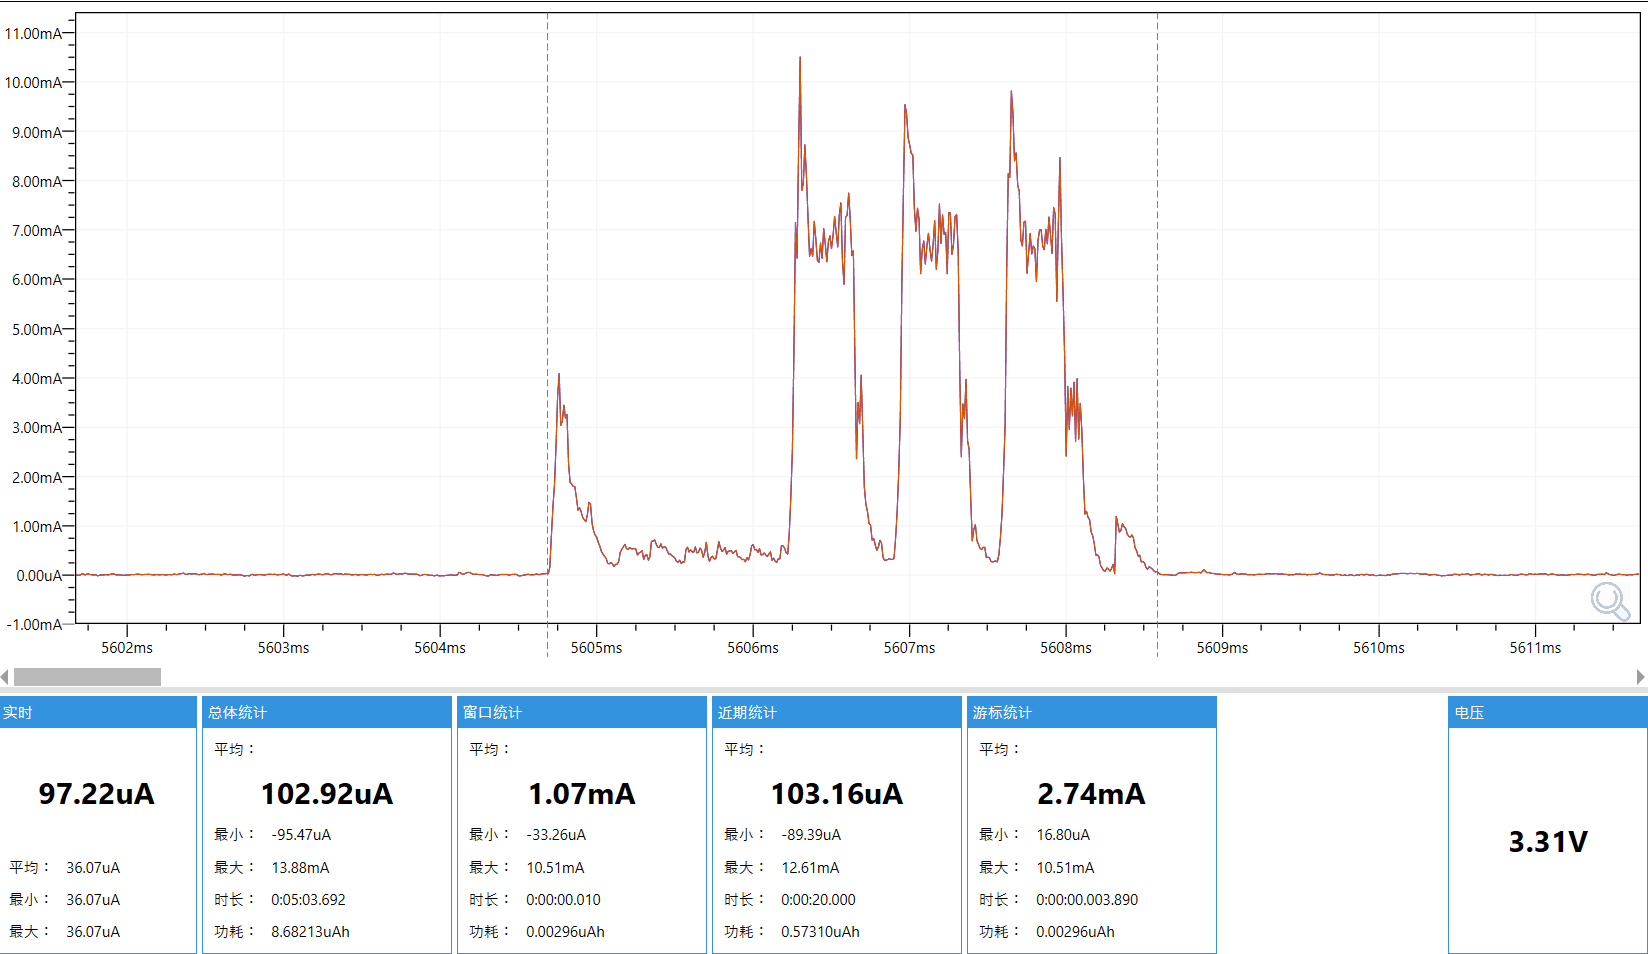 11.00mA
10.00mA
9.00mA
8.00mA
7.00mA
6.00mA
5.00mA
4.00mA
3.00mA
2.00mA
1.00mA
0.00uA
-1.00mA
5602ms 5603ms 5604ms 5605ms 5606ms 5607ms 5608ms 5609ms 5610ms 5611ms
实时
97.22uA
平均： 36.07uA
最小： 36.07uA
最大： 36.07uA
总体统计
平均：
102.92uA
最小： -95.47uA
最大： 13.88mA
时长： 0:05:03.692
功耗： 8.68213uAh
窗口统计
平均：
1.07mA
最小： -33.26uA
最大： 10.51mA
时长： 0:00:00.010
功耗： 0.00296uAh
近期统计
平均：
103.16uA
最小： -89.39uA
最大： 12.61mA
时长： 0:00:20.000
功耗： 0.57310uAh
游标统计
平均：
2.74mA
最小： 16.80uA
最大： 10.51mA
时长： 0:00:00.003.890
功耗： 0.00296uAh
电压
3.31V